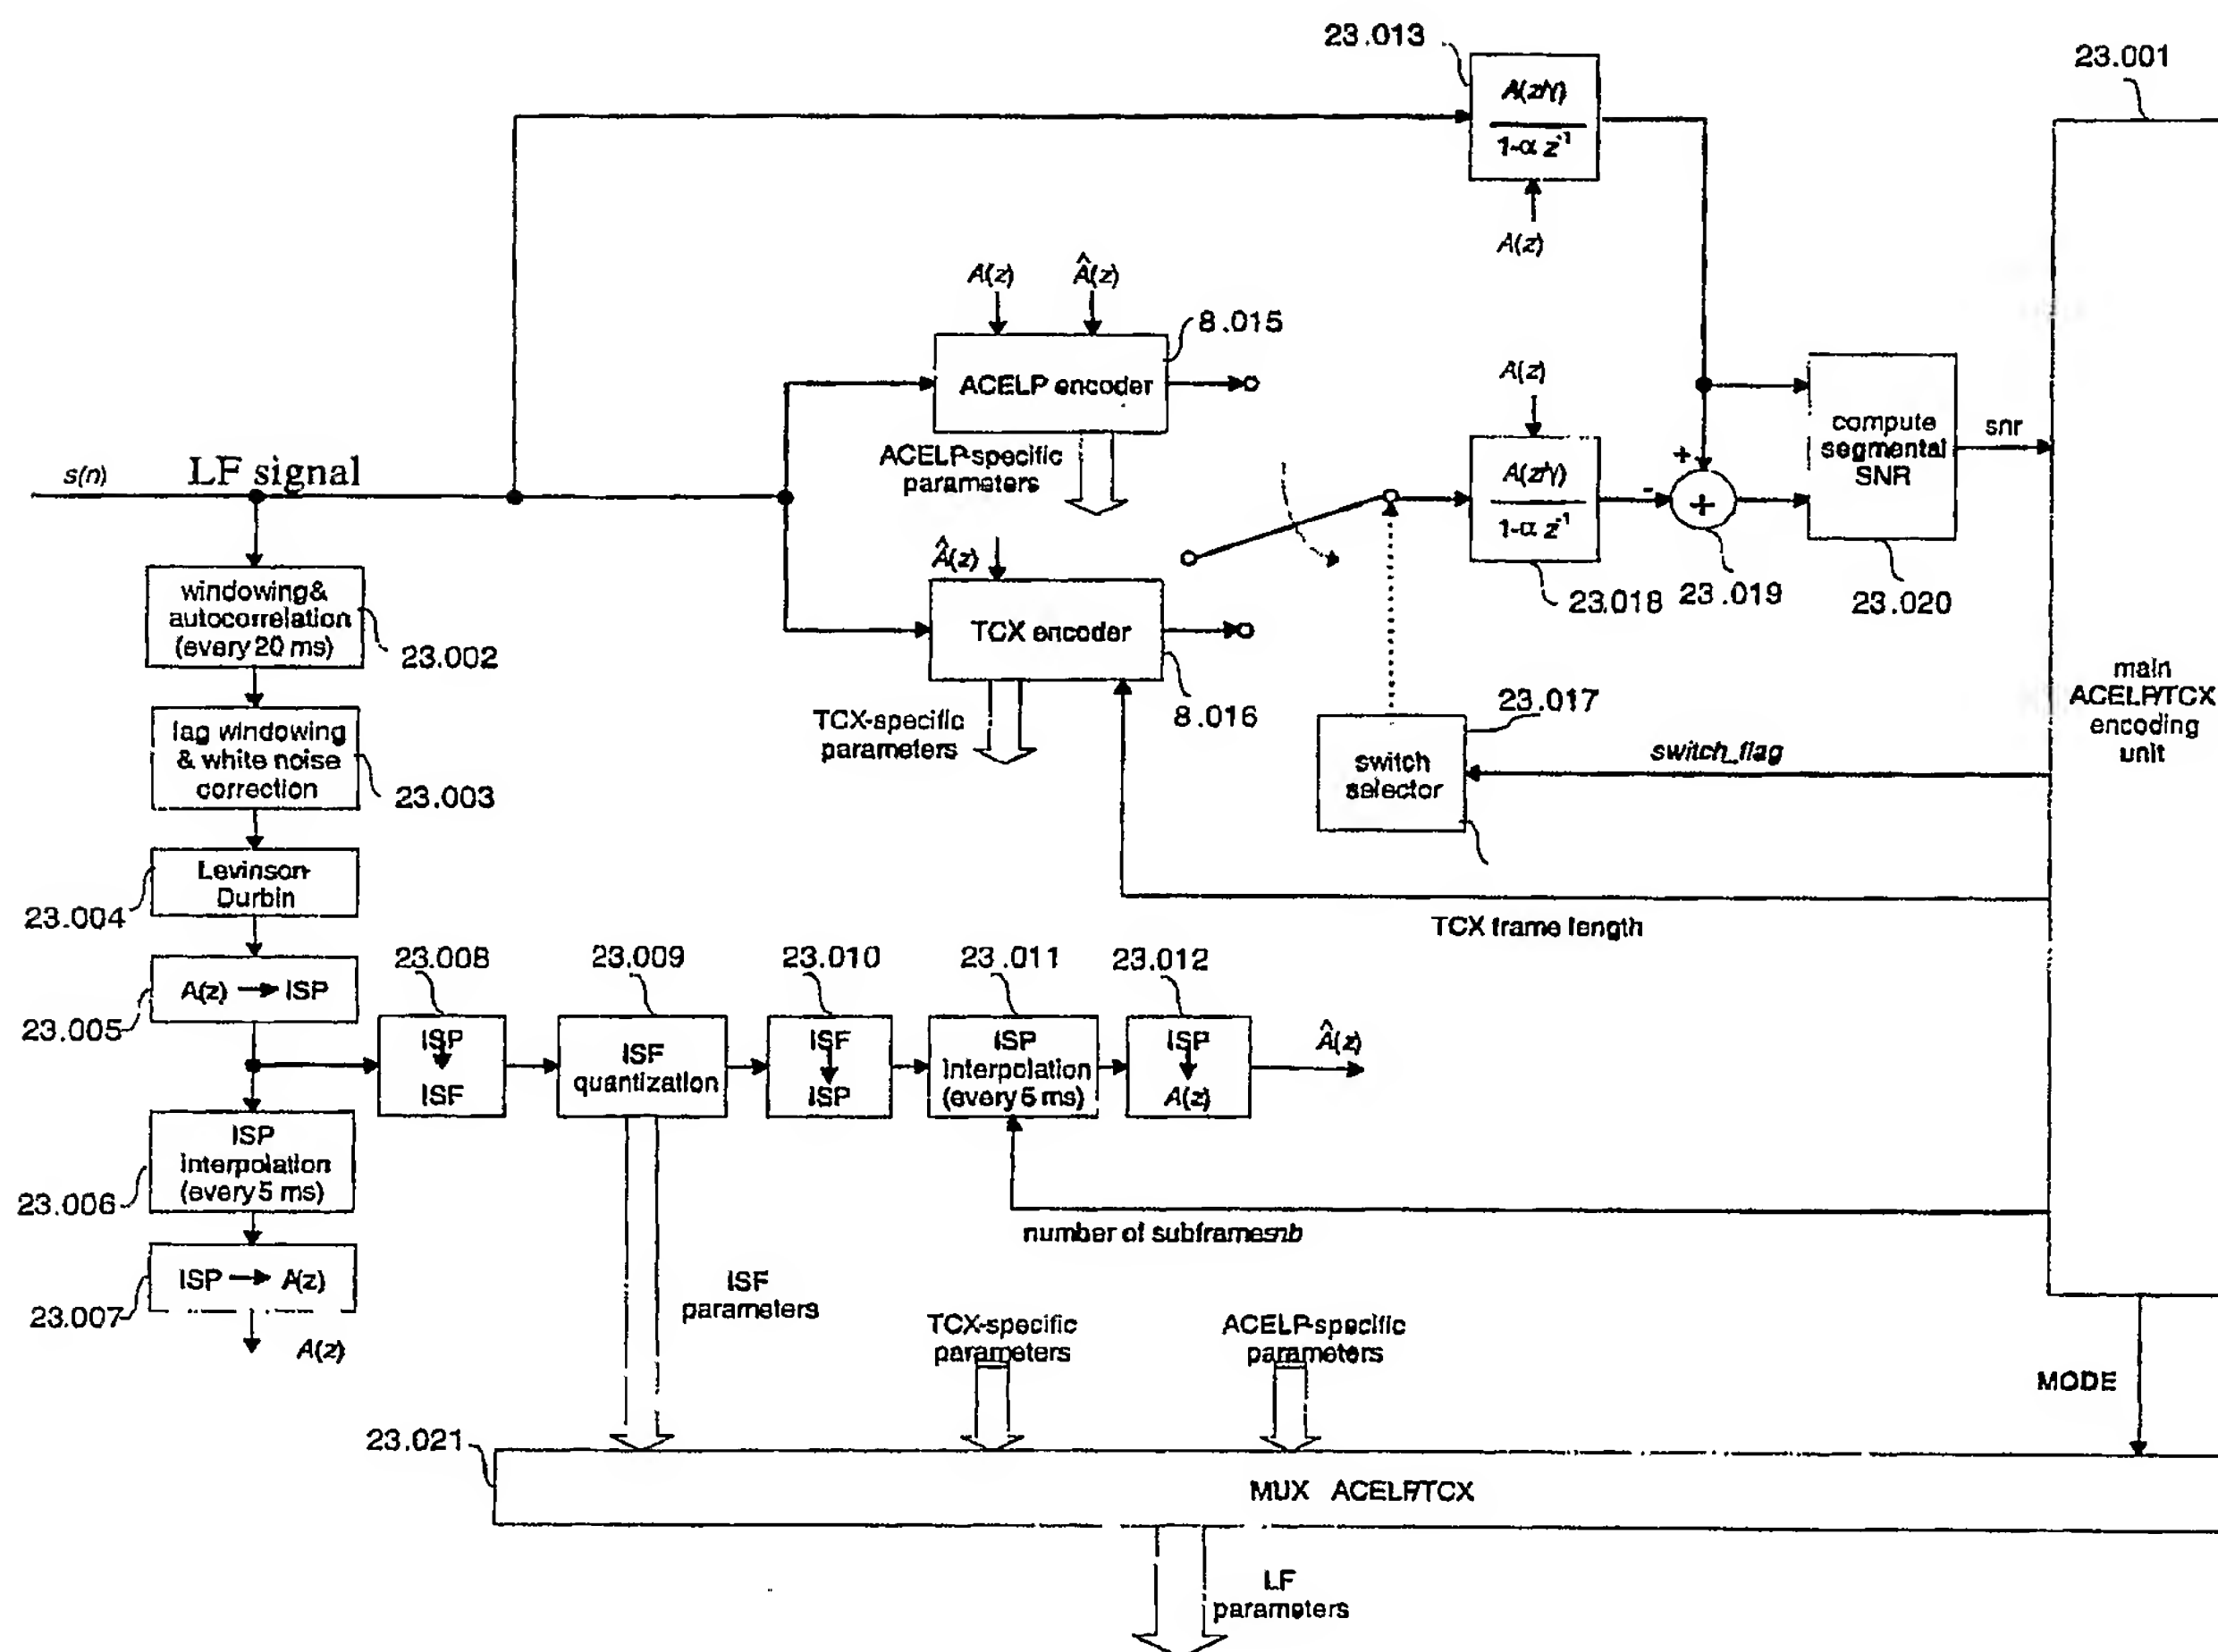 23.013
23.001
A(z/γ)
1-α z⁻¹
A(z)
A(z)
Â(z)
8.015
ACELP encoder
ACELP-specific
parameters
s(n)
LF signal
A(z)
A(z/γ)
1-α z⁻¹
+
-
+
compute
segmental
SNR
snr
23.018
23.019
23.020
Â(z)
TCX encoder
8.016
TCX-specific
parameters
windowing&
autocorrelation
(every 20 ms)
23.002
lag windowing
& white noise
correction
23.003
23.017
switch
selector
switch_flag
main
ACELP/TCX
encoding
unit
Levinson-
Durbin
23.004
TCX frame length
A(z) → ISP
23.005
23.008
23.009
23.010
23.011
23.012
ISP
↓
ISF
ISF
quantization
ISF
↓
ISP
ISP
interpolation
(every 5 ms)
ISP
↓
A(z)
Â(z)
ISP
interpolation
(every 5 ms)
23.006
number of subframes nb
ISP → A(z)
23.007
A(z)
ISF
parameters
TCX-specific
parameters
ACELP-specific
parameters
MODE
23.021
MUX ACELP/TCX
LF
parameters